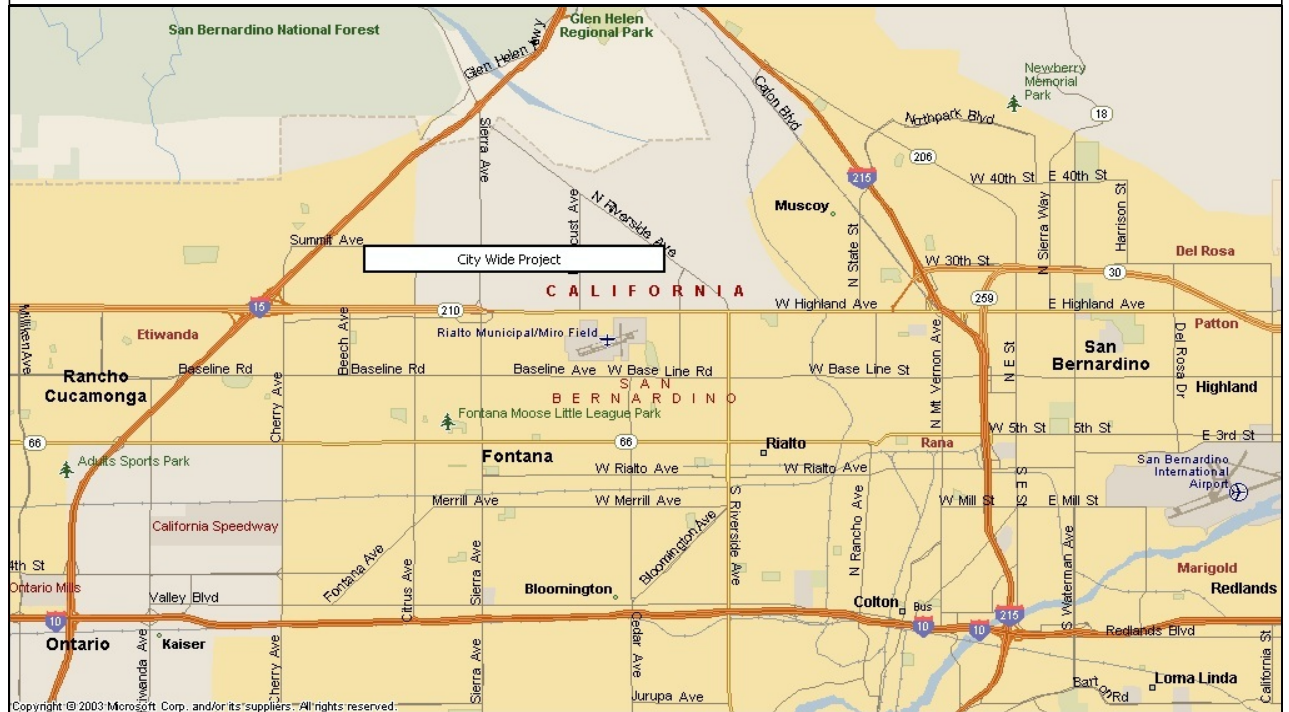 San Bernardino National Forest
Glen Helen
Regional Park
Glen Helen
Hwy
Newberry
Memorial
Park
18
Cajon Blvd
Northpark Blvd
206
Sierra Ave
215
W 40th St
E 40th St
Muscoy
N Riverside Ave
N State St
N Sierra Way
Harrison St
Summit Ave
City Wide Project
Del Rosa
W 30th St
30
CALIFORNIA
259
15
210
W Highland Ave
E Highland Ave
Milliken Ave
Etiwanda
Beech Ave
Rialto Municipal/Miro Field
N Mt Vernon Ave
N E St
San
Bernardino
Patton
Del Rosa Dr
Rancho
Cucamonga
Baseline Rd
Baseline Rd
Baseline Ave
W Base Line Rd
W Base Line St
SAN
BERNARDINO
Highland
Cherry Ave
Fontana Moose Little League Park
66
66
Rialto
Rana
W 5th St
5th St
E 3rd St
Adults Sports Park
Fontana
W Rialto Ave
W Rialto Ave
San Bernardino
International
Airport
Merrill Ave
W Merrill Ave
S Riverside Ave
N Rancho Ave
W Mill St
S E St
E Mill St
California Speedway
Bloomington Ave
Fontana Ave
Citrus Ave
Sierra Ave
S Waterman Ave
4th St
Ontario Mills
Valley Blvd
Bloomington
Marigold
Redlands
Colton
Bus
10
10
10
215
Redlands Blvd
Ontario
Kaiser
Cherry Ave
Sierra Ave
Cedar Ave
Jurupa Ave
Barton Rd
Loma Linda
California St
Copyright © 2003 Microsoft Corp. and/or its suppliers. All rights reserved.